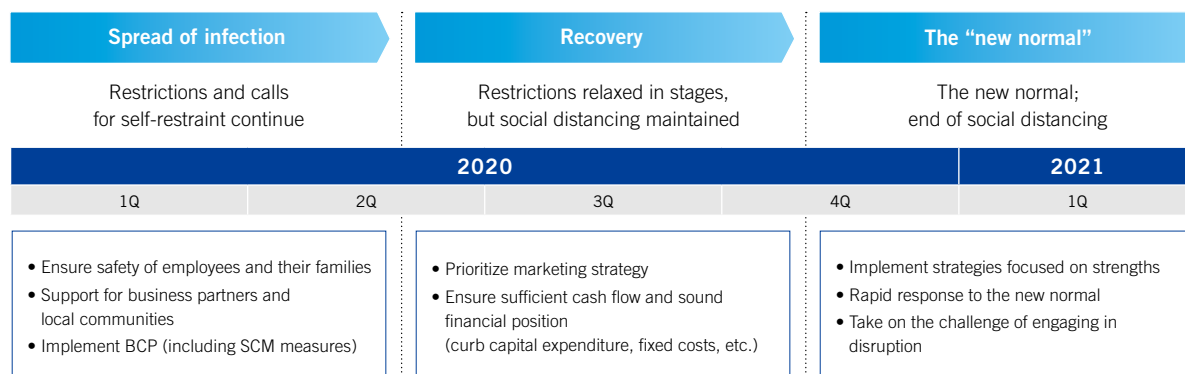 Spread of infection
Recovery
The “new normal”
Restrictions and calls
for self-restraint continue
Restrictions relaxed in stages,
but social distancing maintained
The new normal;
end of social distancing
2020
2021
1Q
2Q
3Q
4Q
1Q
• Ensure safety of employees and their families
• Support for business partners and
local communities
• Implement BCP (including SCM measures)
• Prioritize marketing strategy
• Ensure sufficient cash flow and sound
financial position
(curb capital expenditure, fixed costs, etc.)
• Implement strategies focused on strengths
• Rapid response to the new normal
• Take on the challenge of engaging in
disruption